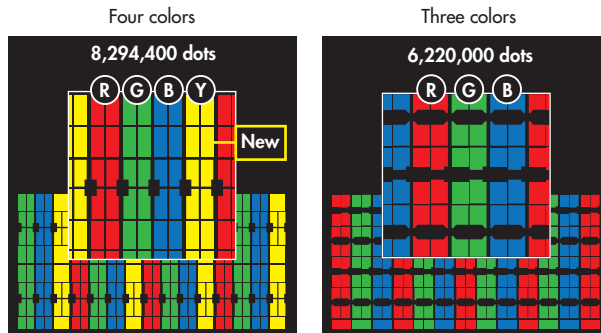 Four colors
8,294,400 dots
R G B Y
New
Three colors
6,220,000 dots
R G B